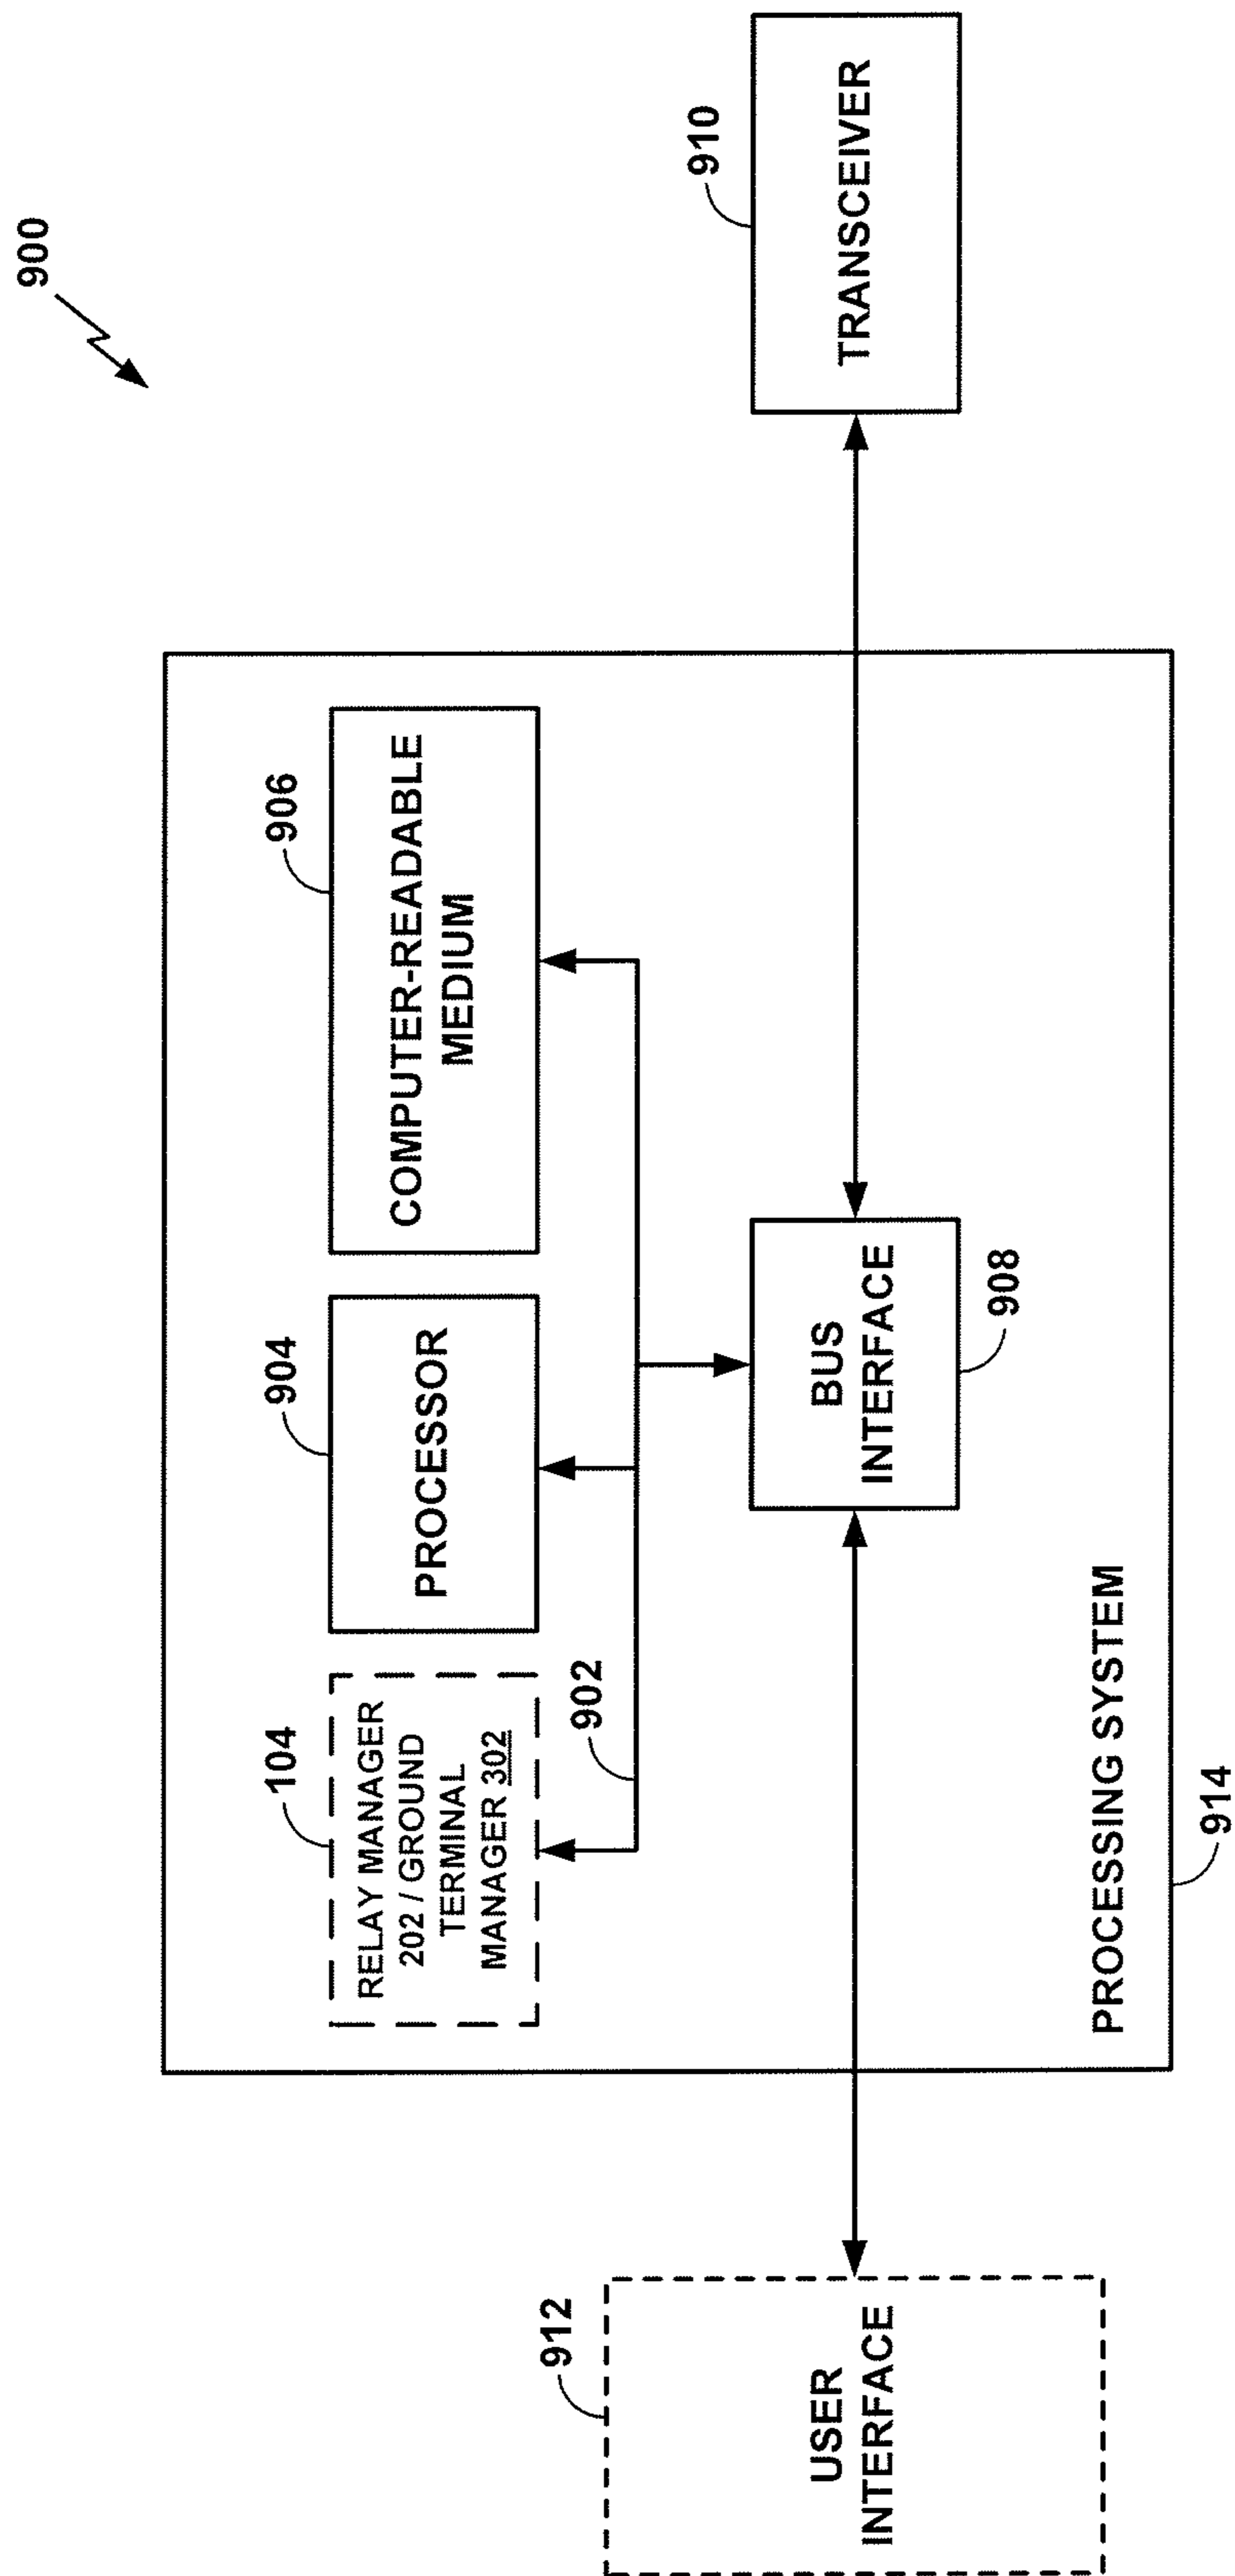 900
104
904
906
RELAY MANAGER
202 / GROUND
TERMINAL
MANAGER 302
PROCESSOR
COMPUTER-READABLE
MEDIUM
902
912
910
USER
INTERFACE
BUS
INTERFACE
TRANSCEIVER
908
PROCESSING SYSTEM
914